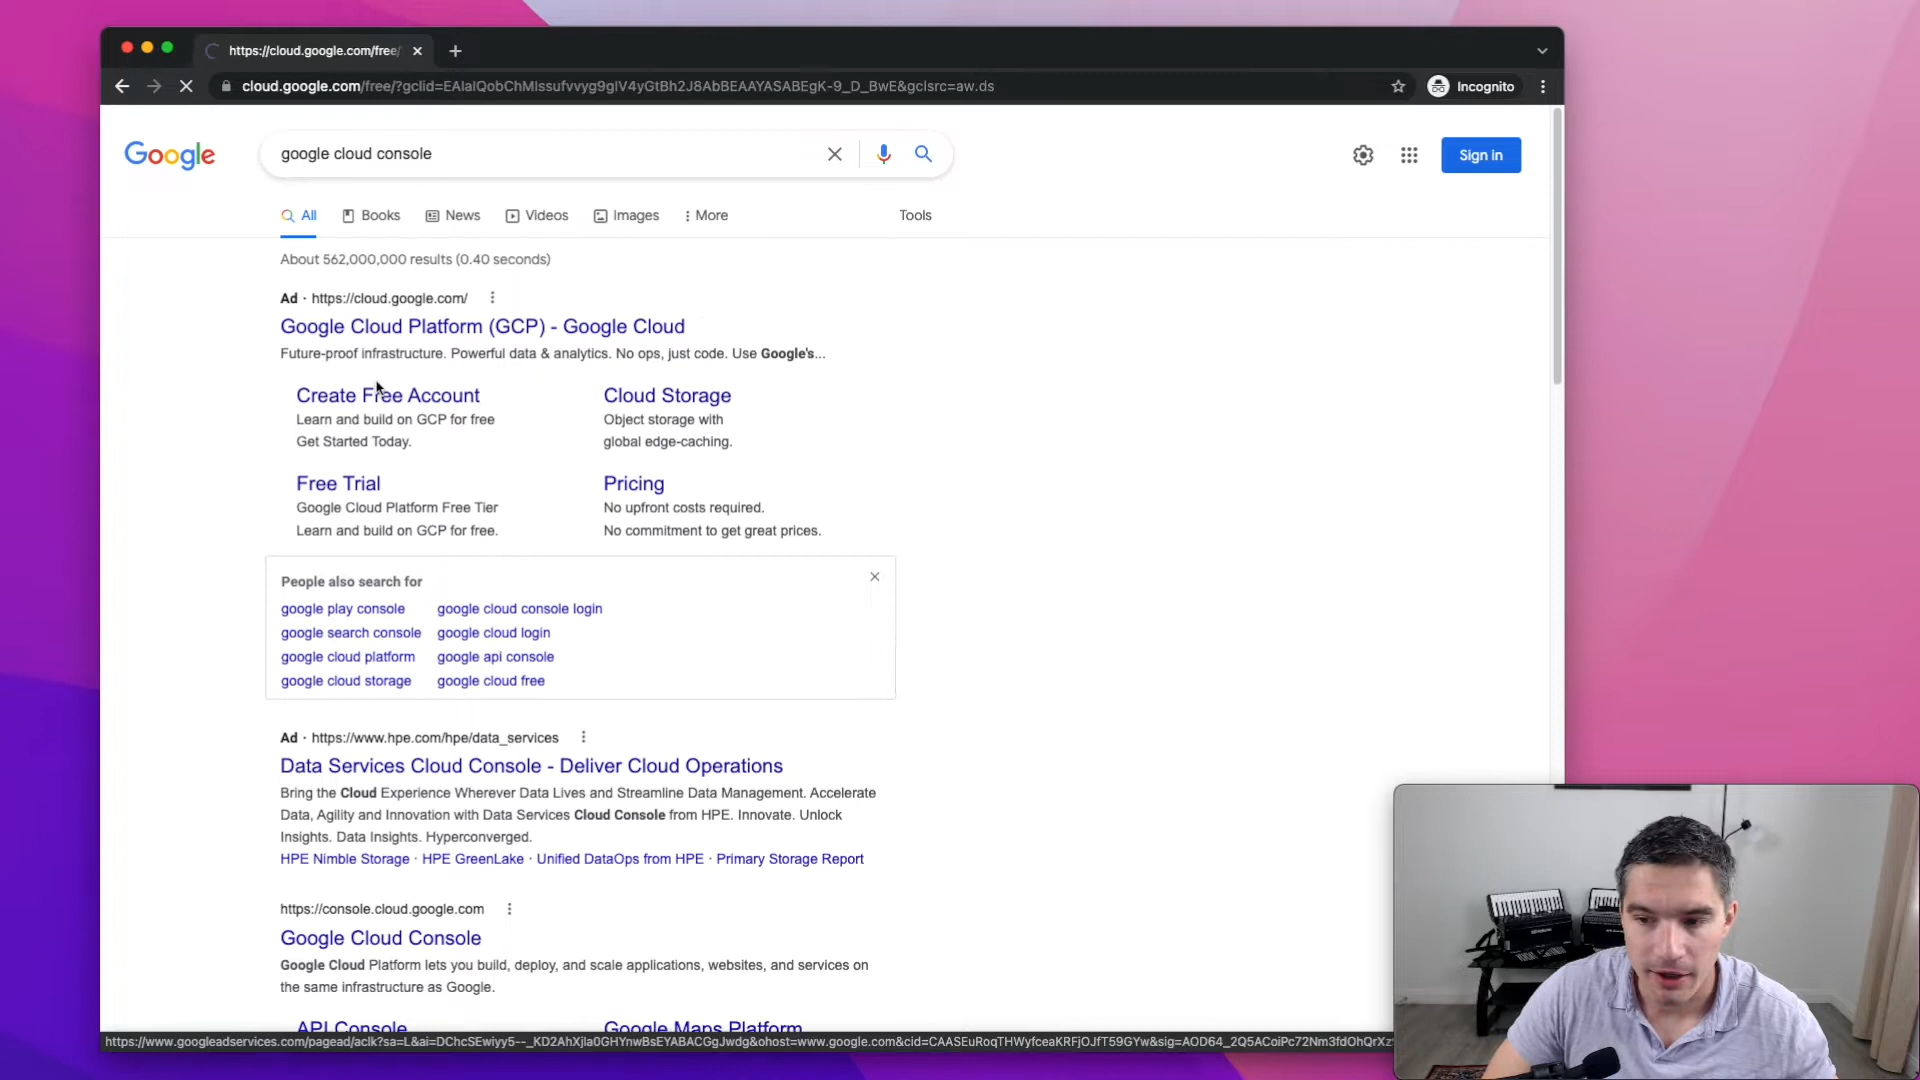 https://cloud.google.com/free/
cloud.google.com/free/?gclid=EAIaIQobChMIssufvvyg9gIV4yGtBh2J8AbBEAAYASABEgK-9_D_BwE&gclsrc=aw.ds
Incognito
Google
google cloud console
Sign in
All
Books
News
Videos
Images
More
Tools
About 562,000,000 results (0.40 seconds)
Ad · https://cloud.google.com/
Google Cloud Platform (GCP) - Google Cloud
Future-proof infrastructure. Powerful data & analytics. No ops, just code. Use Google's...
Create Free Account
Learn and build on GCP for free
Get Started Today.
Cloud Storage
Object storage with
global edge-caching.
Free Trial
Google Cloud Platform Free Tier
Learn and build on GCP for free.
Pricing
No upfront costs required.
No commitment to get great prices.
People also search for
google play console
google cloud console login
google search console
google cloud login
google cloud platform
google api console
google cloud storage
google cloud free
Ad · https://www.hpe.com/hpe/data_services
Data Services Cloud Console - Deliver Cloud Operations
Bring the Cloud Experience Wherever Data Lives and Streamline Data Management. Accelerate
Data, Agility and Innovation with Data Services Cloud Console from HPE. Innovate. Unlock
Insights. Data Insights. Hyperconverged.
HPE Nimble Storage · HPE GreenLake · Unified DataOps from HPE · Primary Storage Report
https://console.cloud.google.com
Google Cloud Console
Google Cloud Platform lets you build, deploy, and scale applications, websites, and services on
the same infrastructure as Google.
API Console
Google Maps Platform